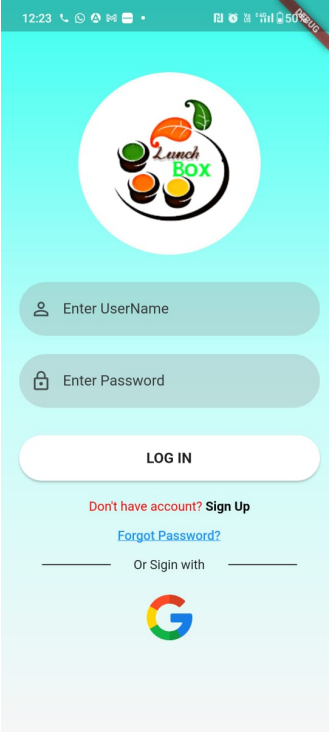 12:23
50%
DEBUG
Lunch
BOX
Enter UserName
Enter Password
LOG IN
Don't have account? Sign Up
Forgot Password?
Or Sigin with